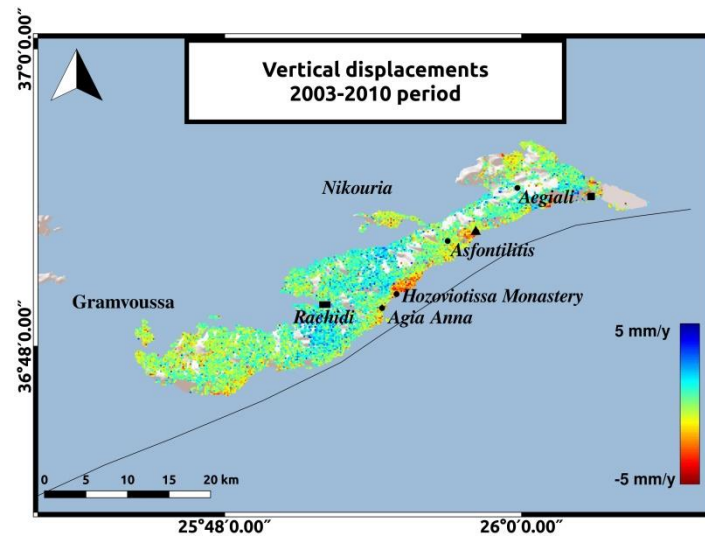 37°0′0.00″
Vertical displacements
2003-2010 period
Nikouria
Aegiali
Asfontilitis
Gramvoussa
Hozoviotissa Monastery
Rachidi
Agia Anna
36°48′0.00″
5 mm/y
-5 mm/y
0 5 10 15 20 km
25°48′0.00″
26°0′0.00″